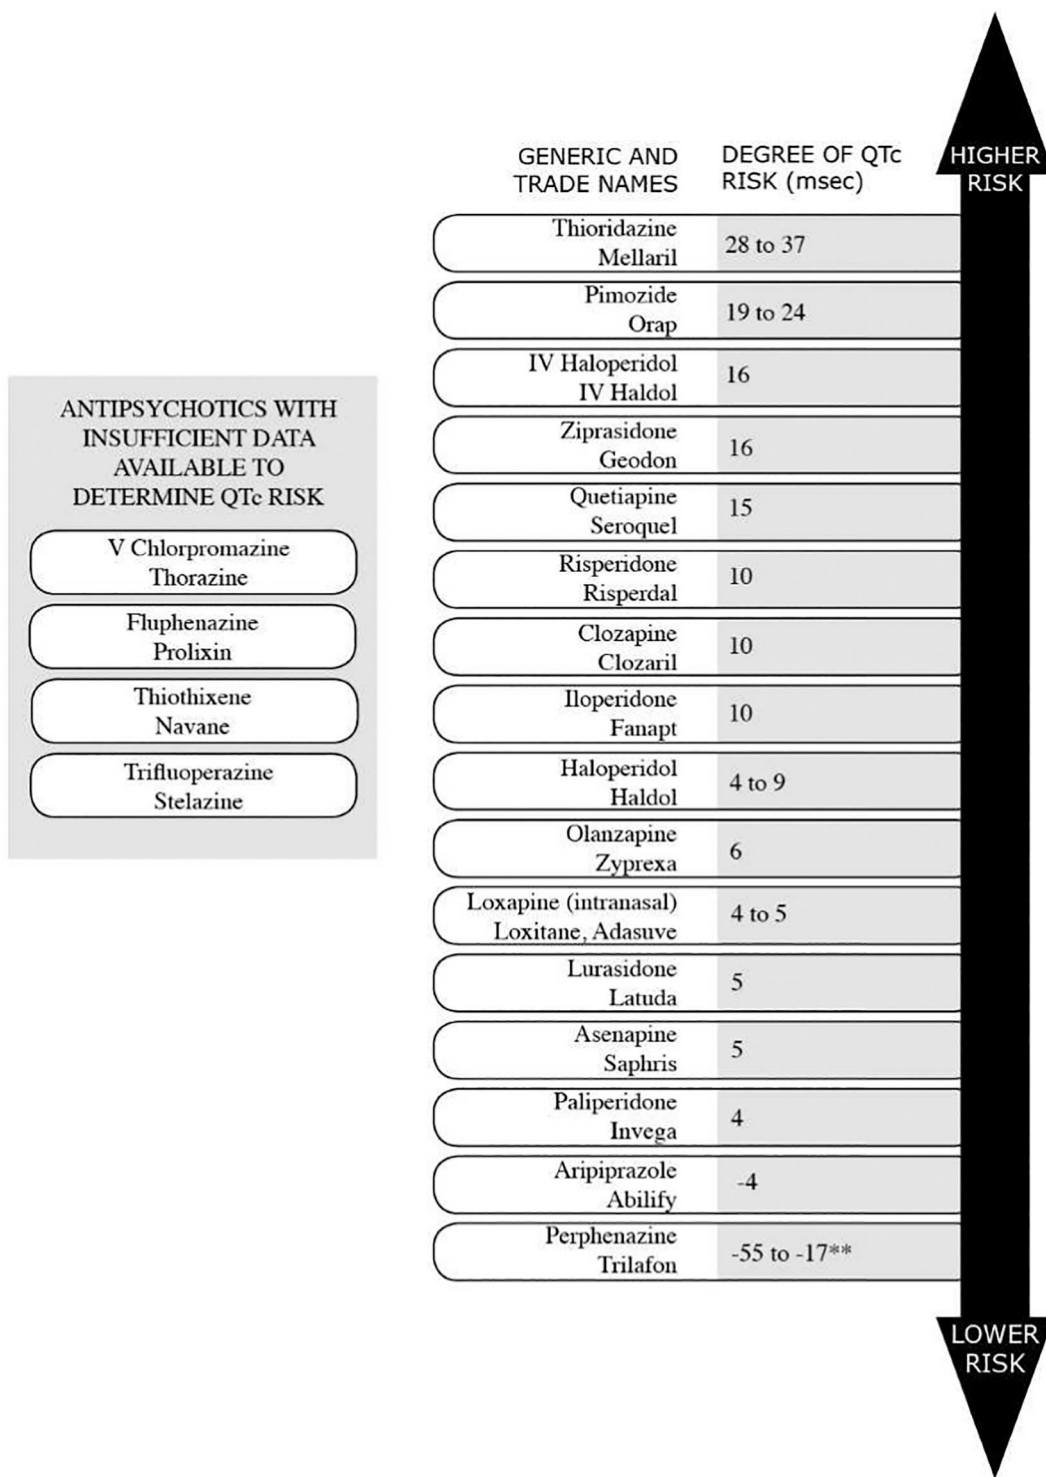 HIGHER
RISK
GENERIC AND
TRADE NAMES
DEGREE OF QTc
RISK (msec)
Thioridazine
Mellaril
28 to 37
Pimozide
Orap
19 to 24
IV Haloperidol
IV Haldol
16
Ziprasidone
Geodon
16
Quetiapine
Seroquel
15
Risperidone
Risperdal
10
Clozapine
Clozaril
10
Iloperidone
Fanapt
10
Haloperidol
Haldol
4 to 9
Olanzapine
Zyprexa
6
Loxapine (intranasal)
Loxitane, Adasuve
4 to 5
Lurasidone
Latuda
5
Asenapine
Saphris
5
Paliperidone
Invega
4
Aripiprazole
Abilify
-4
Perphenazine
Trilafon
-55 to -17**
LOWER
RISK
ANTIPSYCHOTICS WITH
INSUFFICIENT DATA
AVAILABLE TO
DETERMINE QTc RISK
V Chlorpromazine
Thorazine
Fluphenazine
Prolixin
Thiothixene
Navane
Trifluoperazine
Stelazine